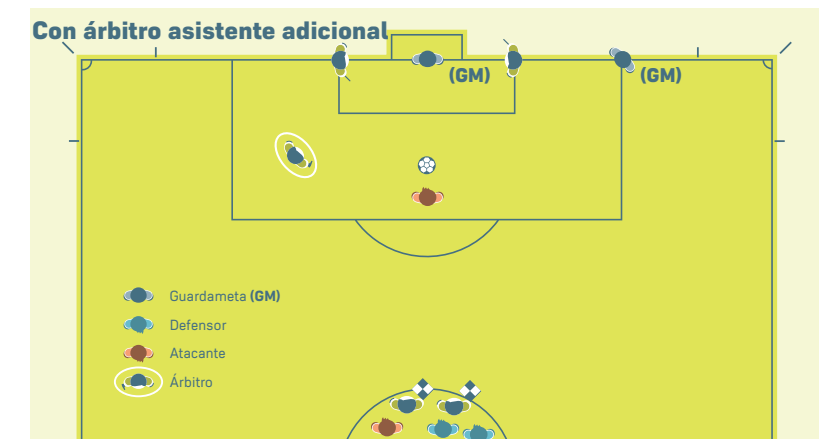 Con árbitro asistente adicional
(GM)
(GM)
Guardameta (GM)
Defensor
Atacante
Árbitro